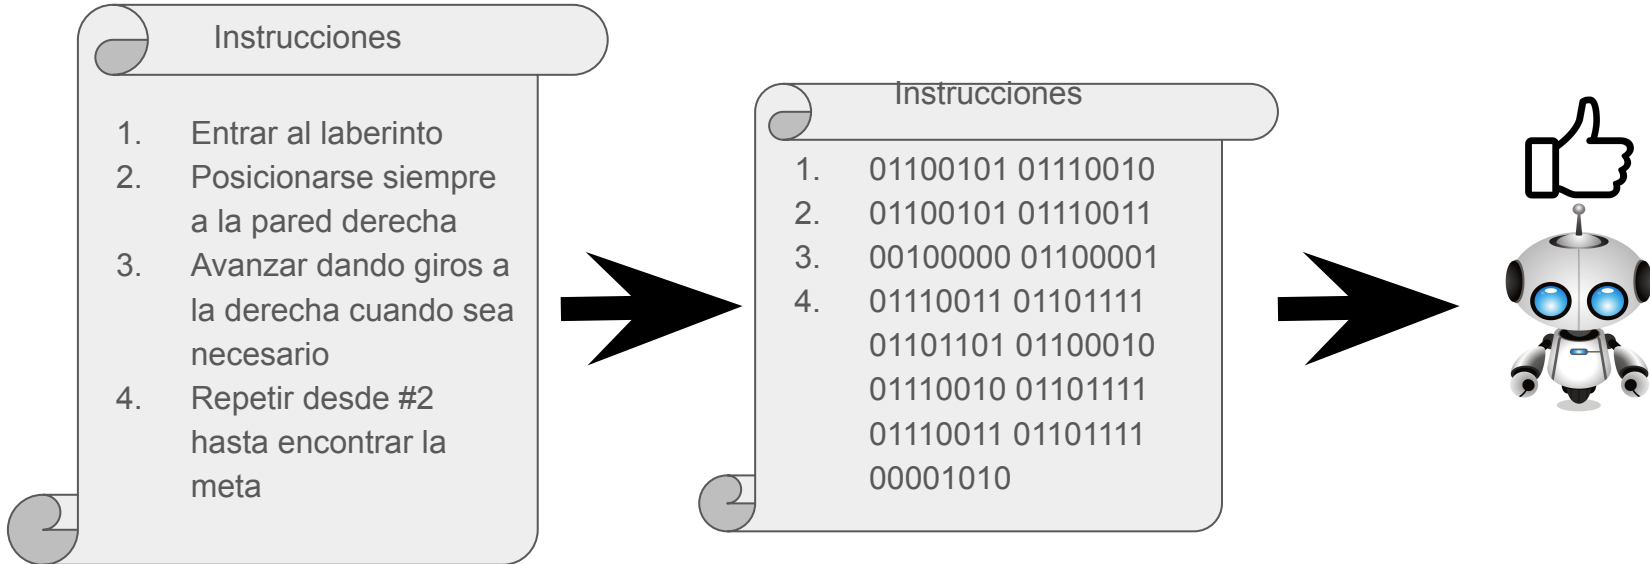 Instrucciones
1. Entrar al laberinto
2. Posicionarse siempre
a la pared derecha
3. Avanzar dando giros a
la derecha cuando sea
necesario
4. Repetir desde #2
hasta encontrar la
meta
Instrucciones
1. 01100101 01110010
2. 01100101 01110011
3. 00100000 01100001
4. 01110011 01101111
01101101 01100010
01110010 01101111
01110011 01101111
00001010